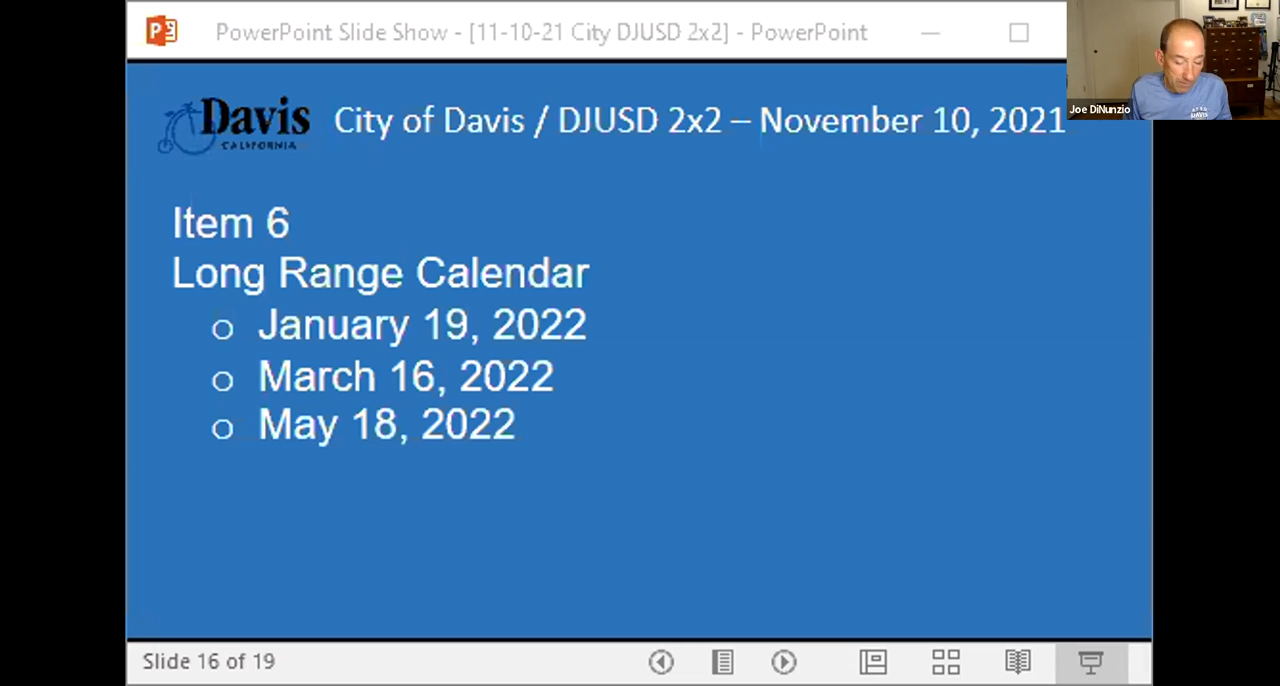 PowerPoint Slide Show - [11-10-21 City DJUSD 2x2] - PowerPoint
Joe DiNunzio
Davis
CALIFORNIA
City of Davis / DJUSD 2x2 – November 10, 2021
Item 6
Long Range Calendar
o January 19, 2022
o March 16, 2022
o May 18, 2022
Slide 16 of 19